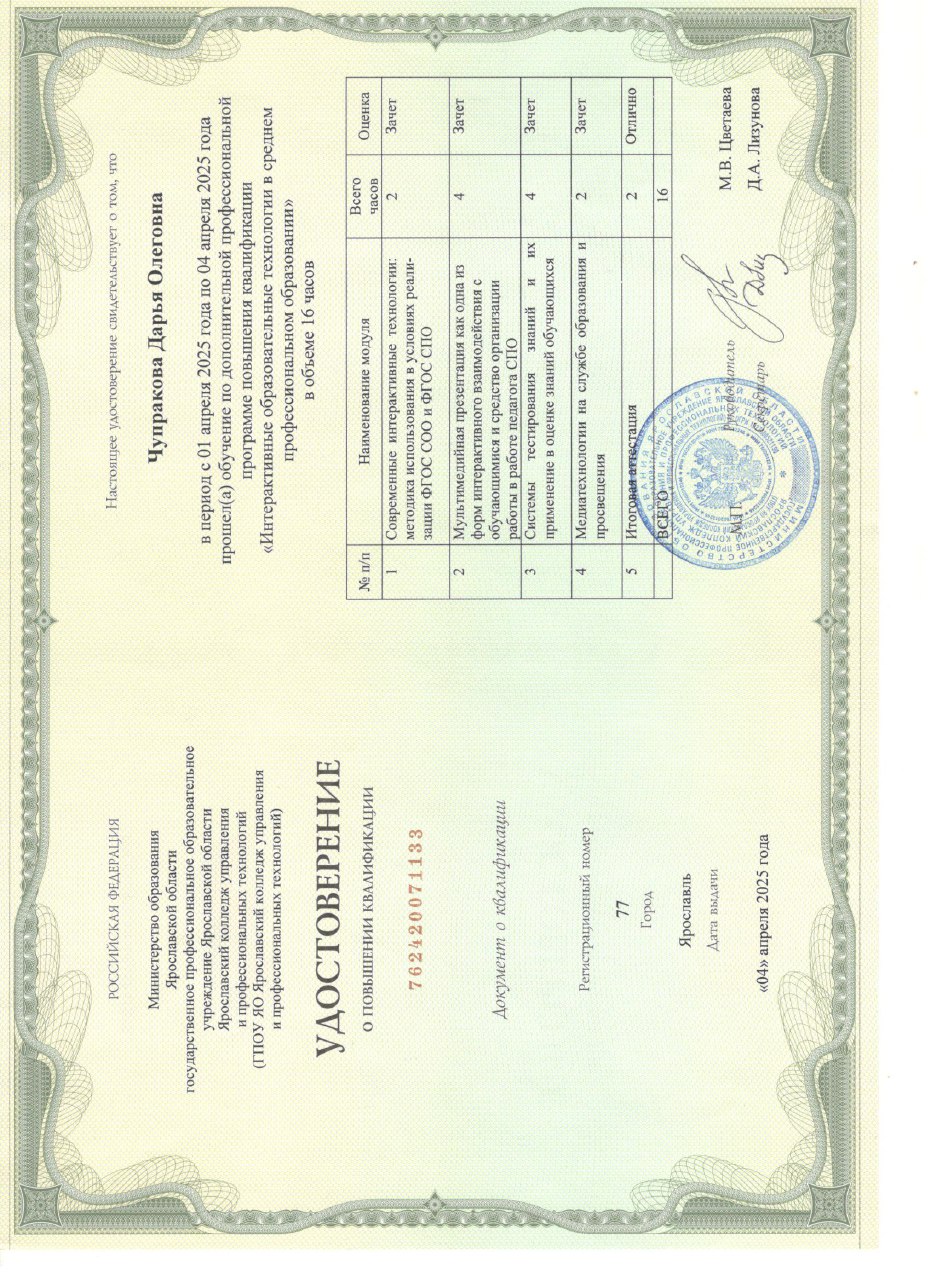 РОССИЙСКАЯ ФЕДЕРАЦИЯ
Министерство образования
Ярославской области
государственное профессиональное образовательное
учреждение Ярославской области
Ярославский колледж управления
и профессиональных технологий
(ГПОУ ЯО Ярославский колледж управления
и профессиональных технологий)
УДОСТОВЕРЕНИЕ
О ПОВЫШЕНИИ КВАЛИФИКАЦИИ
762420071133
Документ о квалификации
Регистрационный номер
77
Город
Ярославль
Дата выдачи
«04» апреля 2025 года
Настоящее удостоверение свидетельствует о том, что
Чупракова Дарья Олеговна
в период с 01 апреля 2025 года по 04 апреля 2025 года
прошел(а) обучение по дополнительной профессиональной
программе повышения квалификации
«Интерактивные образовательные технологии в среднем
профессиональном образовании»
в объеме 16 часов
№ п/п Наименование модуля Всего часов Оценка
1 Современные интерактивные технологии: 2 Зачет
методика использования в условиях реали-
зации ФГОС СОО и ФГОС СПО
2 Мультимедийная презентация как одна из 4 Зачет
форм интерактивного взаимодействия с
обучающимися и средство организации
работы в работе педагога СПО
3 Системы тестирования знаний и их 4 Зачет
применение в оценке знаний обучающихся
4 Медиатехнологии на службе образования и 2 Зачет
просвещения
5 Итоговая аттестация 2 Отлично
ВСЕГО 16
М.П. Руководитель М.В. Цветаева
Секретарь Д.А. Лизунова
МИНИСТЕРСТВО ОБРАЗОВАНИЯ ЯРОСЛАВСКОЙ ОБЛАСТИ